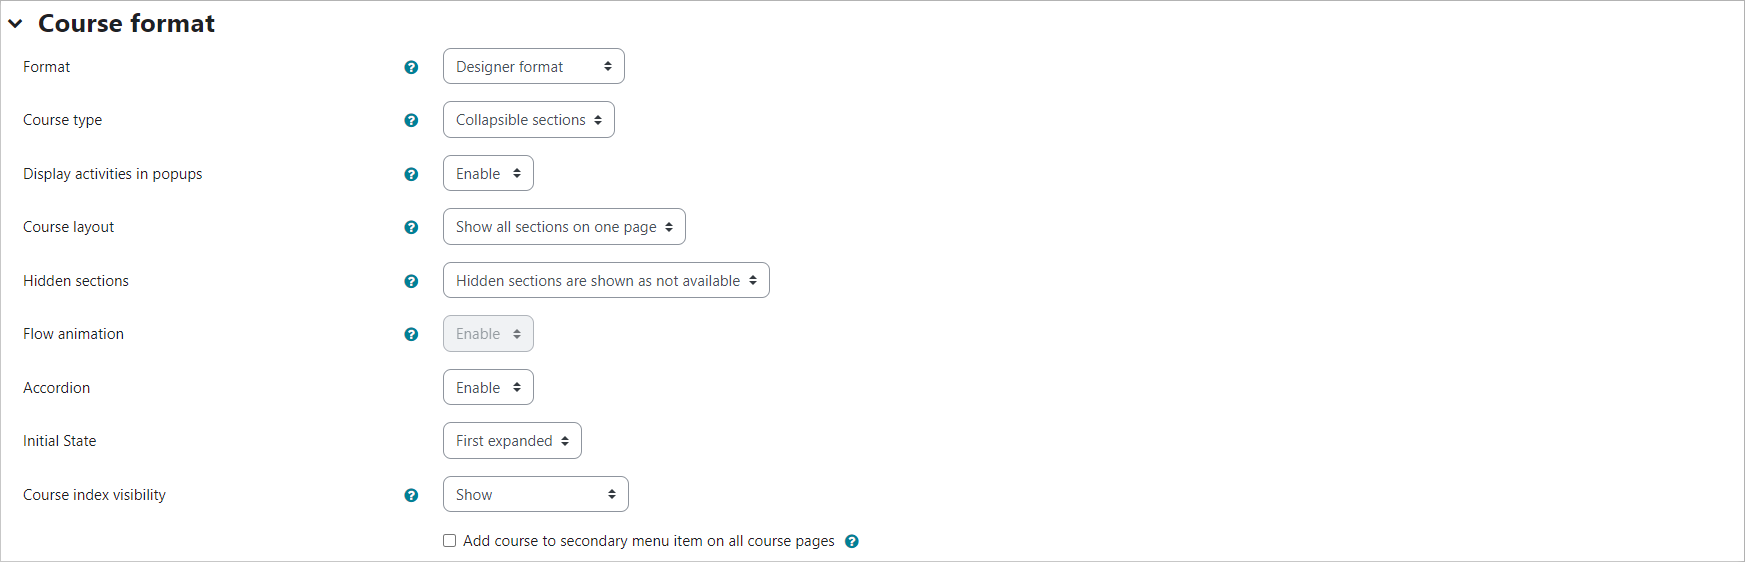 Course format
Format Designer format
Course type Collapsible sections
Display activities in popups Enable
Course layout Show all sections on one page
Hidden sections Hidden sections are shown as not available
Flow animation Enable
Accordion Enable
Initial State First expanded
Course index visibility Show
Add course to secondary menu item on all course pages